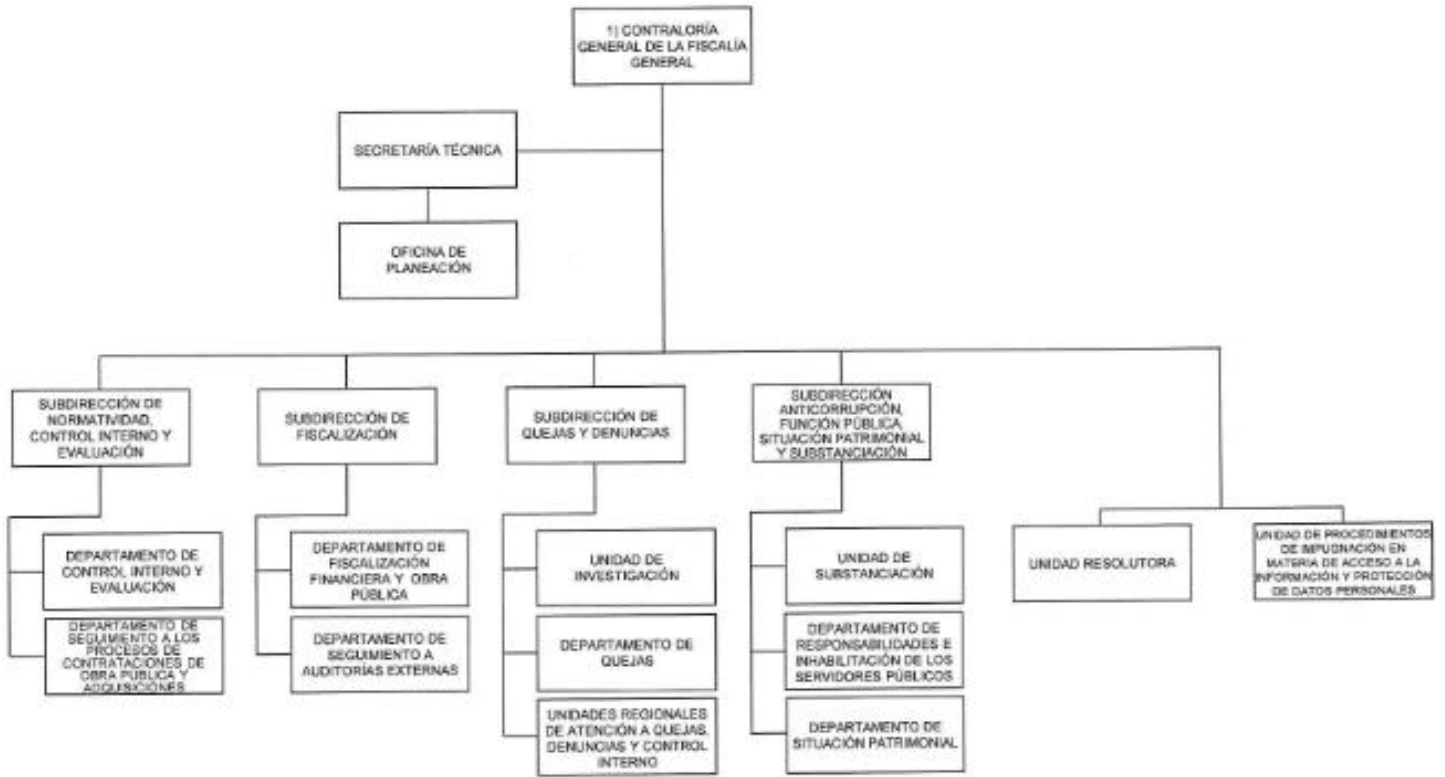 1) CONTRALORÍA
GENERAL DE LA FISCALÍA
GENERAL
SECRETARÍA TÉCNICA
OFICINA DE
PLANEACIÓN
SUBDIRECCIÓN DE
NORMATIVIDAD,
CONTROL INTERNO Y
EVALUACIÓN
SUBDIRECCIÓN DE
FISCALIZACIÓN
SUBDIRECCIÓN DE
QUEJAS Y DENUNCIAS
SUBDIRECCIÓN
ANTICORRUPCIÓN,
FUNCIÓN PÚBLICA,
SITUACIÓN PATRIMONIAL
Y SUBSTANCIACIÓN
DEPARTAMENTO DE
CONTROL INTERNO Y
EVALUACIÓN
DEPARTAMENTO DE
SEGUIMIENTO A LOS
PROCESOS DE
CONTRATACIONES DE
OBRA PÚBLICA Y
ADQUISICIONES
DEPARTAMENTO DE
FISCALIZACIÓN
FINANCIERA Y OBRA
PÚBLICA
DEPARTAMENTO DE
SEGUIMIENTO A
AUDITORÍAS EXTERNAS
UNIDAD DE
INVESTIGACIÓN
DEPARTAMENTO DE
QUEJAS
UNIDADES REGIONALES
DE ATENCIÓN A QUEJAS,
DENUNCIAS Y CONTROL
INTERNO
UNIDAD DE
SUBSTANCIACIÓN
DEPARTAMENTO DE
RESPONSABILIDADES E
INHABILITACIÓN DE LOS
SERVIDORES PÚBLICOS
DEPARTAMENTO DE
SITUACIÓN PATRIMONIAL
UNIDAD RESOLUTORA
UNIDAD DE PROCEDIMIENTOS
DE IMPUGNACIÓN EN
MATERIA DE ACCESO A LA
INFORMACIÓN Y PROTECCIÓN
DE DATOS PERSONALES